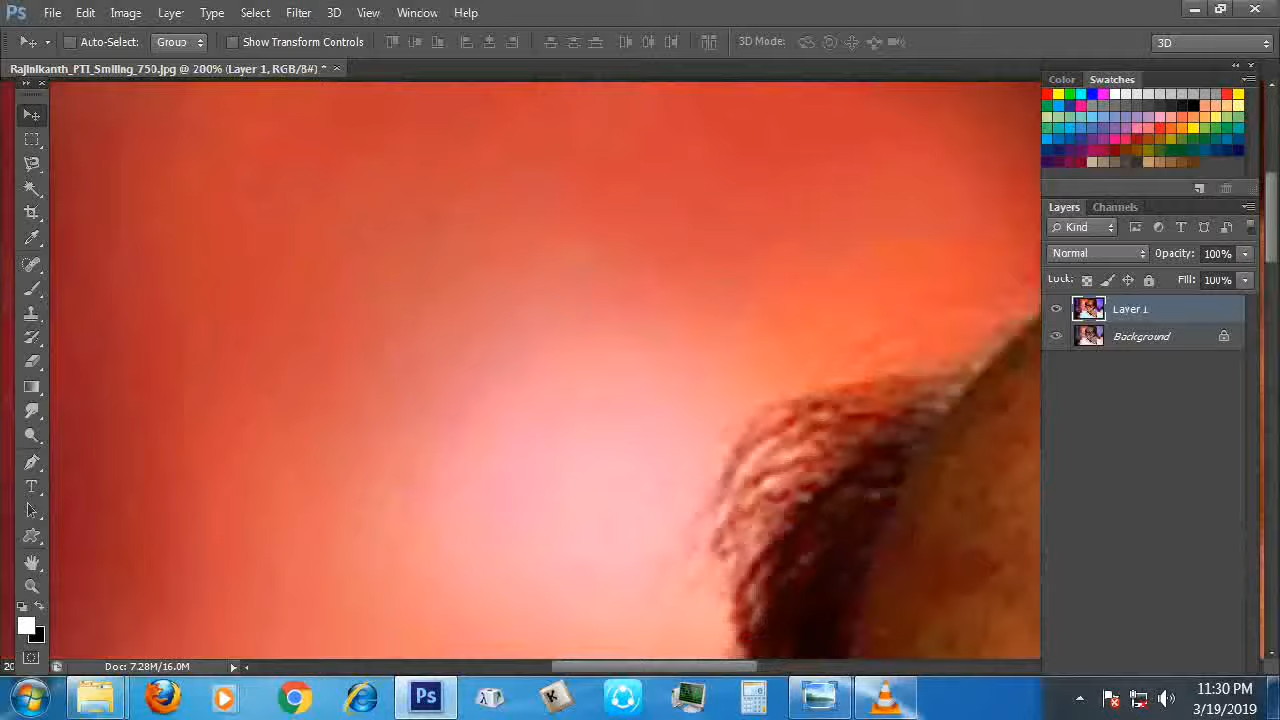 Ps File Edit Image Layer Type Select Filter 3D View Window Help
Auto-Select: Group Show Transform Controls 3D Mode: 3D
Rajinikanth_PTI_Smiling_750.jpg @ 200% (Layer 1, RGB/8#) *
Color Swatches
Layers Channels
Kind
Normal Opacity: 100%
Lock: Fill: 100%
Layer 1
Background
20 Doc: 7.28M/16.0M
Ps K
11:30 PM
3/19/2019